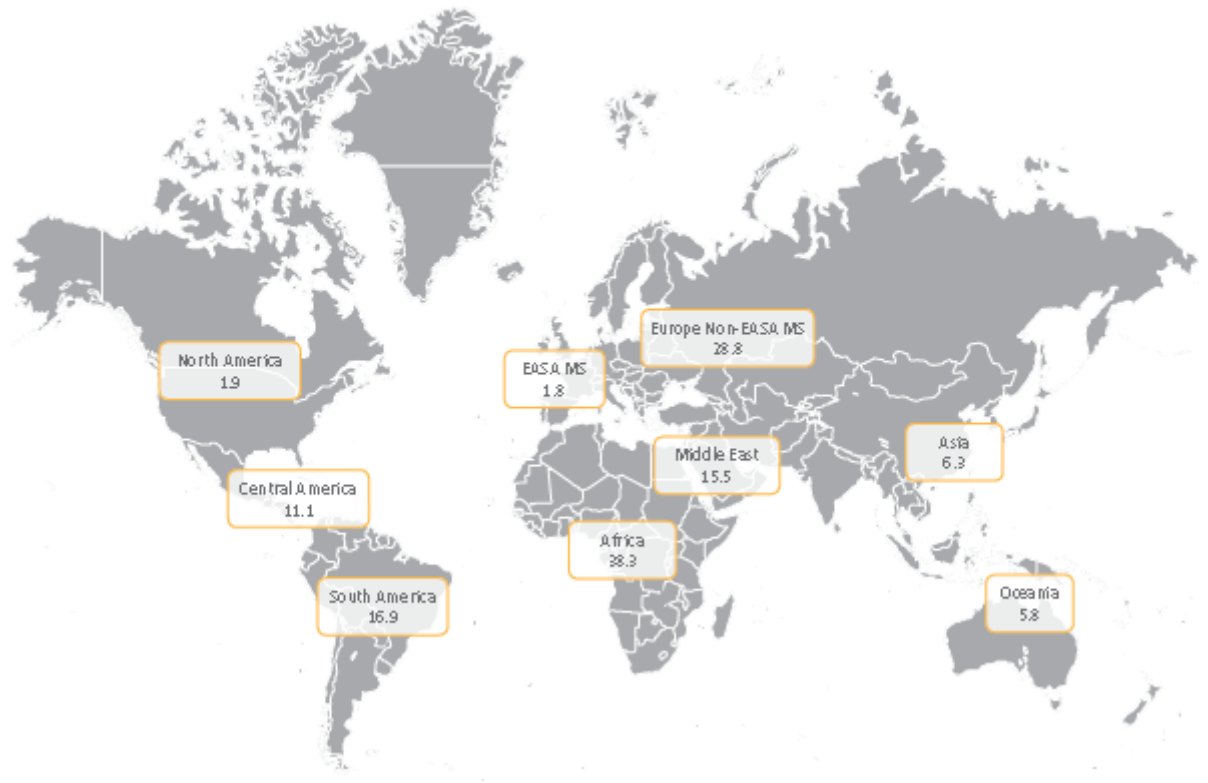 Europe Non-EASA MS
28.8
North America
1.9
EASA MS
1.8
Asia
6.3
Middle East
15.5
Central America
11.1
Africa
38.3
South America
16.9
Oceania
5.8